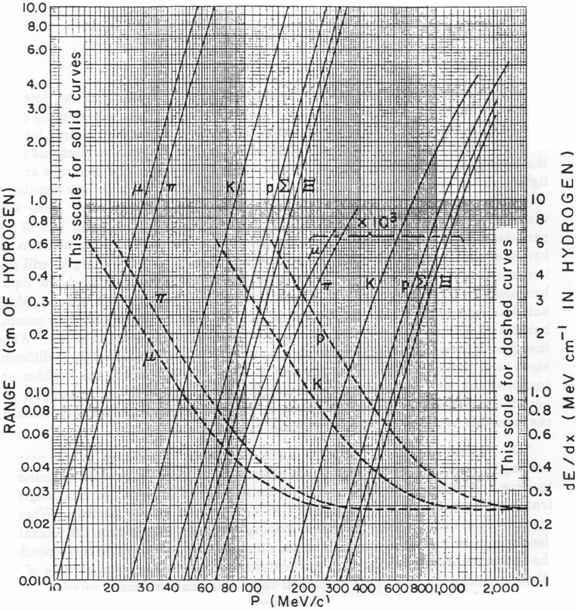 10.0
8.0
6.0
4.0
3.0
2.0
1.0
0.8
0.6
0.4
0.3
0.2
0.10
0.08
0.06
0.04
0.03
0.02
0.010
RANGE (cm OF HYDROGEN)
This scale for solid curves
μ π K p Σ Ξ
× 10³
μ π K p Σ Ξ
π
μ
p
K
This scale for dashed curves
10
8
6
4
3
2
1.0
0.8
0.6
0.4
0.3
0.2
0.1
dE/dx (MeV cm⁻¹ IN HYDROGEN)
10 20 30 40 60 80 100 200 300 400 600 800 1,000 2,000
P (MeV/c)